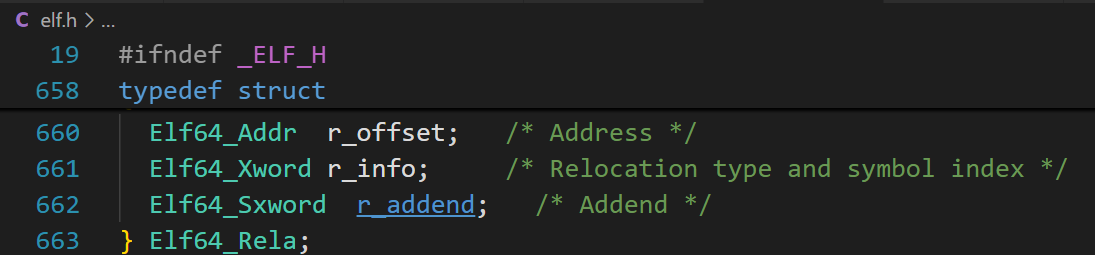 C elf.h > ...
19 #ifndef _ELF_H
658 typedef struct
660 Elf64_Addr r_offset; /* Address */
661 Elf64_Xword r_info; /* Relocation type and symbol index */
662 Elf64_Sxword r_addend; /* Addend */
663 } Elf64_Rela;